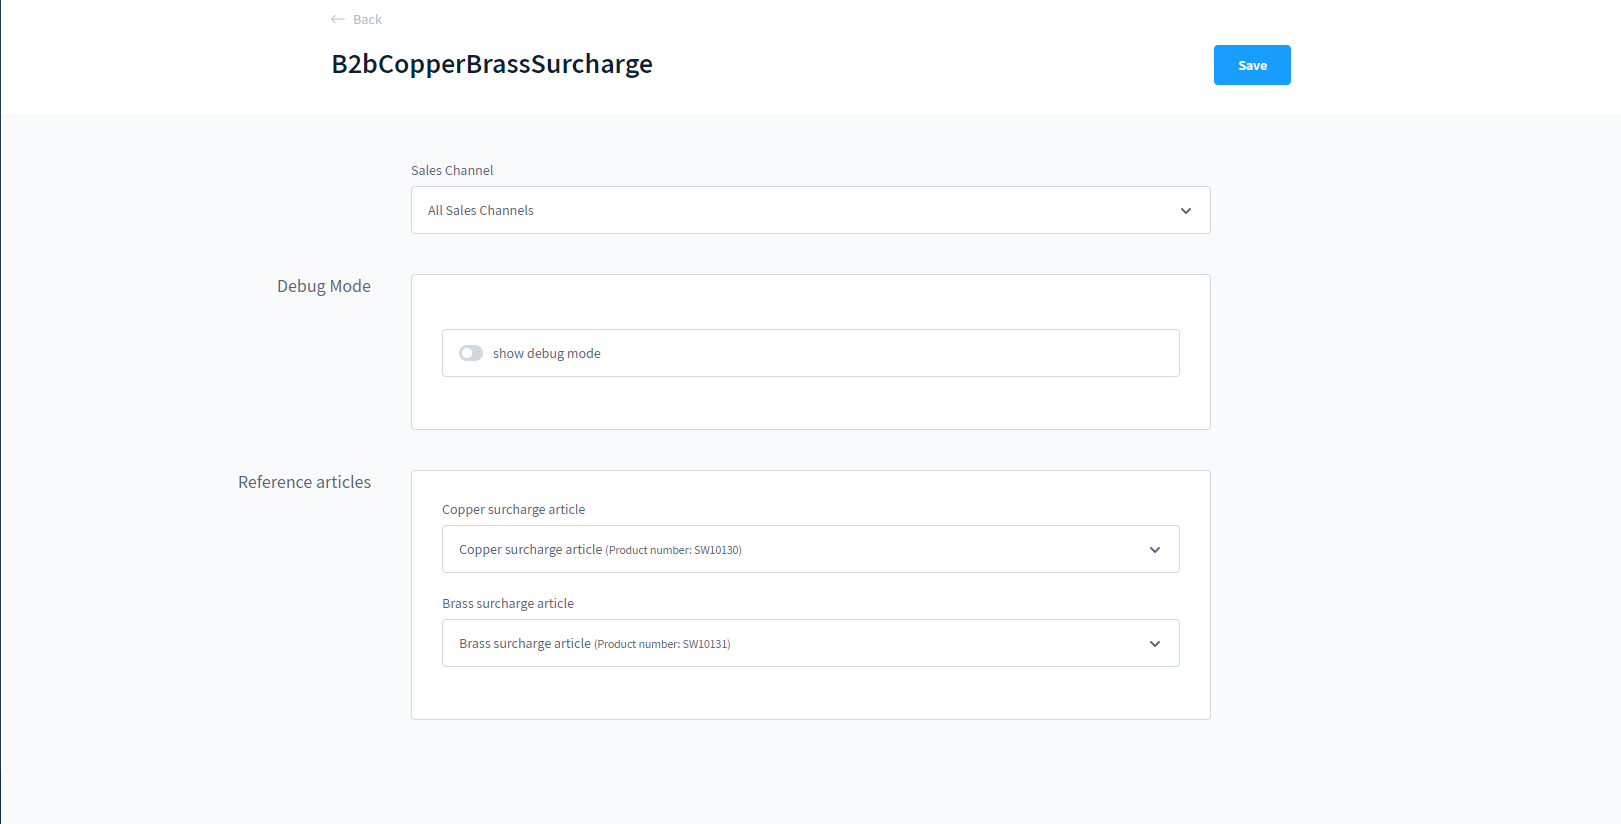 Back
B2bCopperBrassSurcharge
Save
Sales Channel
All Sales Channels
Debug Mode
show debug mode
Reference articles
Copper surcharge article
Copper surcharge article (Product number: SW10130)
Brass surcharge article
Brass surcharge article (Product number: SW10131)